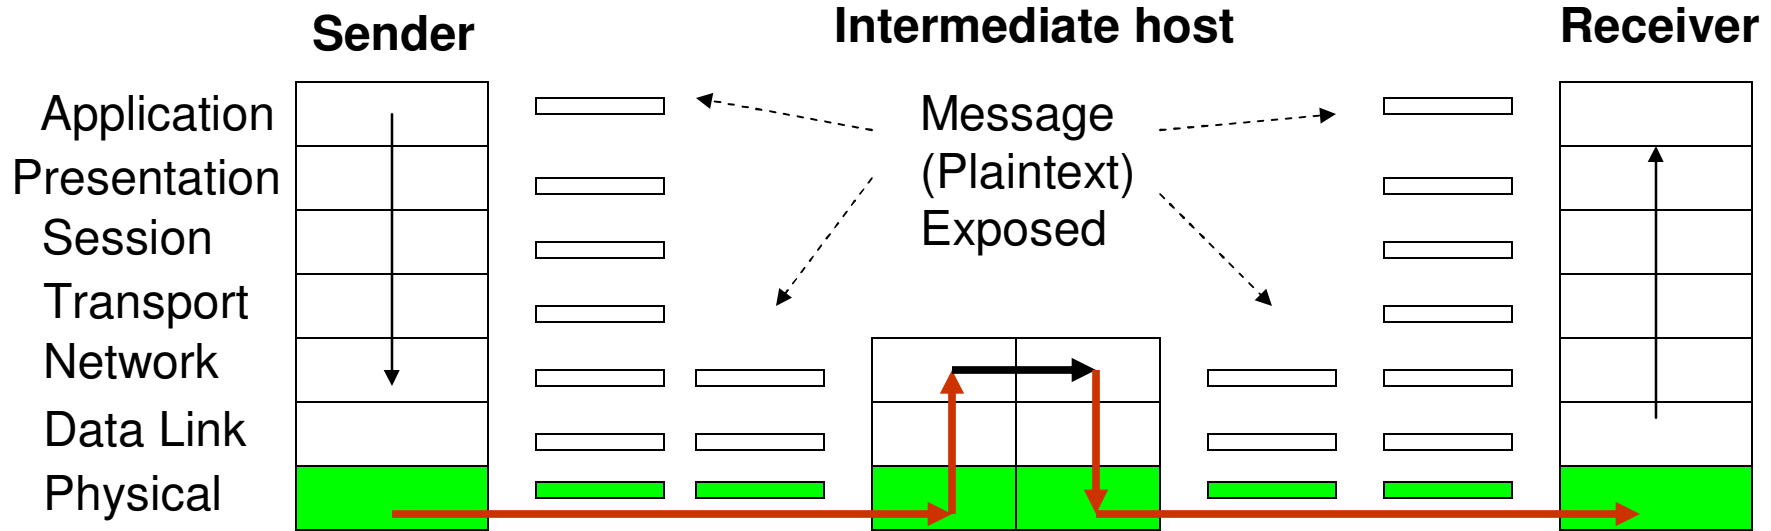 Sender
Intermediate host
Receiver
Application
Presentation
Session
Transport
Network
Data Link
Physical
Message
(Plaintext)
Exposed